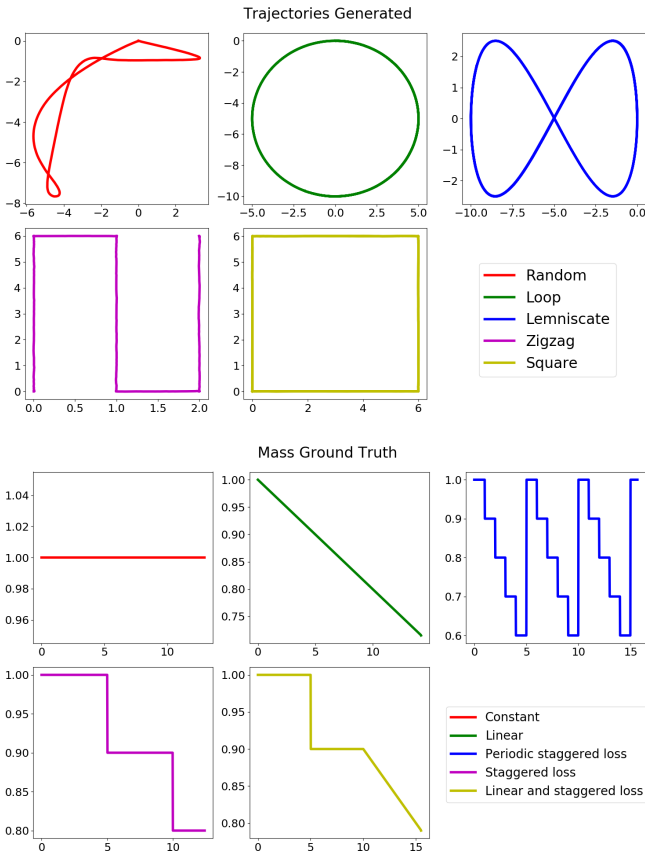 Trajectories Generated
0
−2
−4
−6
−8
−6 −4 −2 0 2
0
−2
−4
−6
−8
−10
−5.0 −2.5 0.0 2.5 5.0
2
1
0
−1
−2
−10.0 −7.5 −5.0 −2.5 0.0
6
5
4
3
2
1
0
0.0 0.5 1.0 1.5 2.0
6
5
4
3
2
1
0
0 2 4 6
Random
Loop
Lemniscate
Zigzag
Square
Mass Ground Truth
1.04
1.02
1.00
0.98
0.96
0 5 10
1.00
0.95
0.90
0.85
0.80
0.75
0 5 10
1.0
0.9
0.8
0.7
0.6
0 5 10 15
1.00
0.95
0.90
0.85
0.80
0 5 10
1.00
0.95
0.90
0.85
0.80
0 5 10 15
Constant
Linear
Periodic staggered loss
Staggered loss
Linear and staggered loss